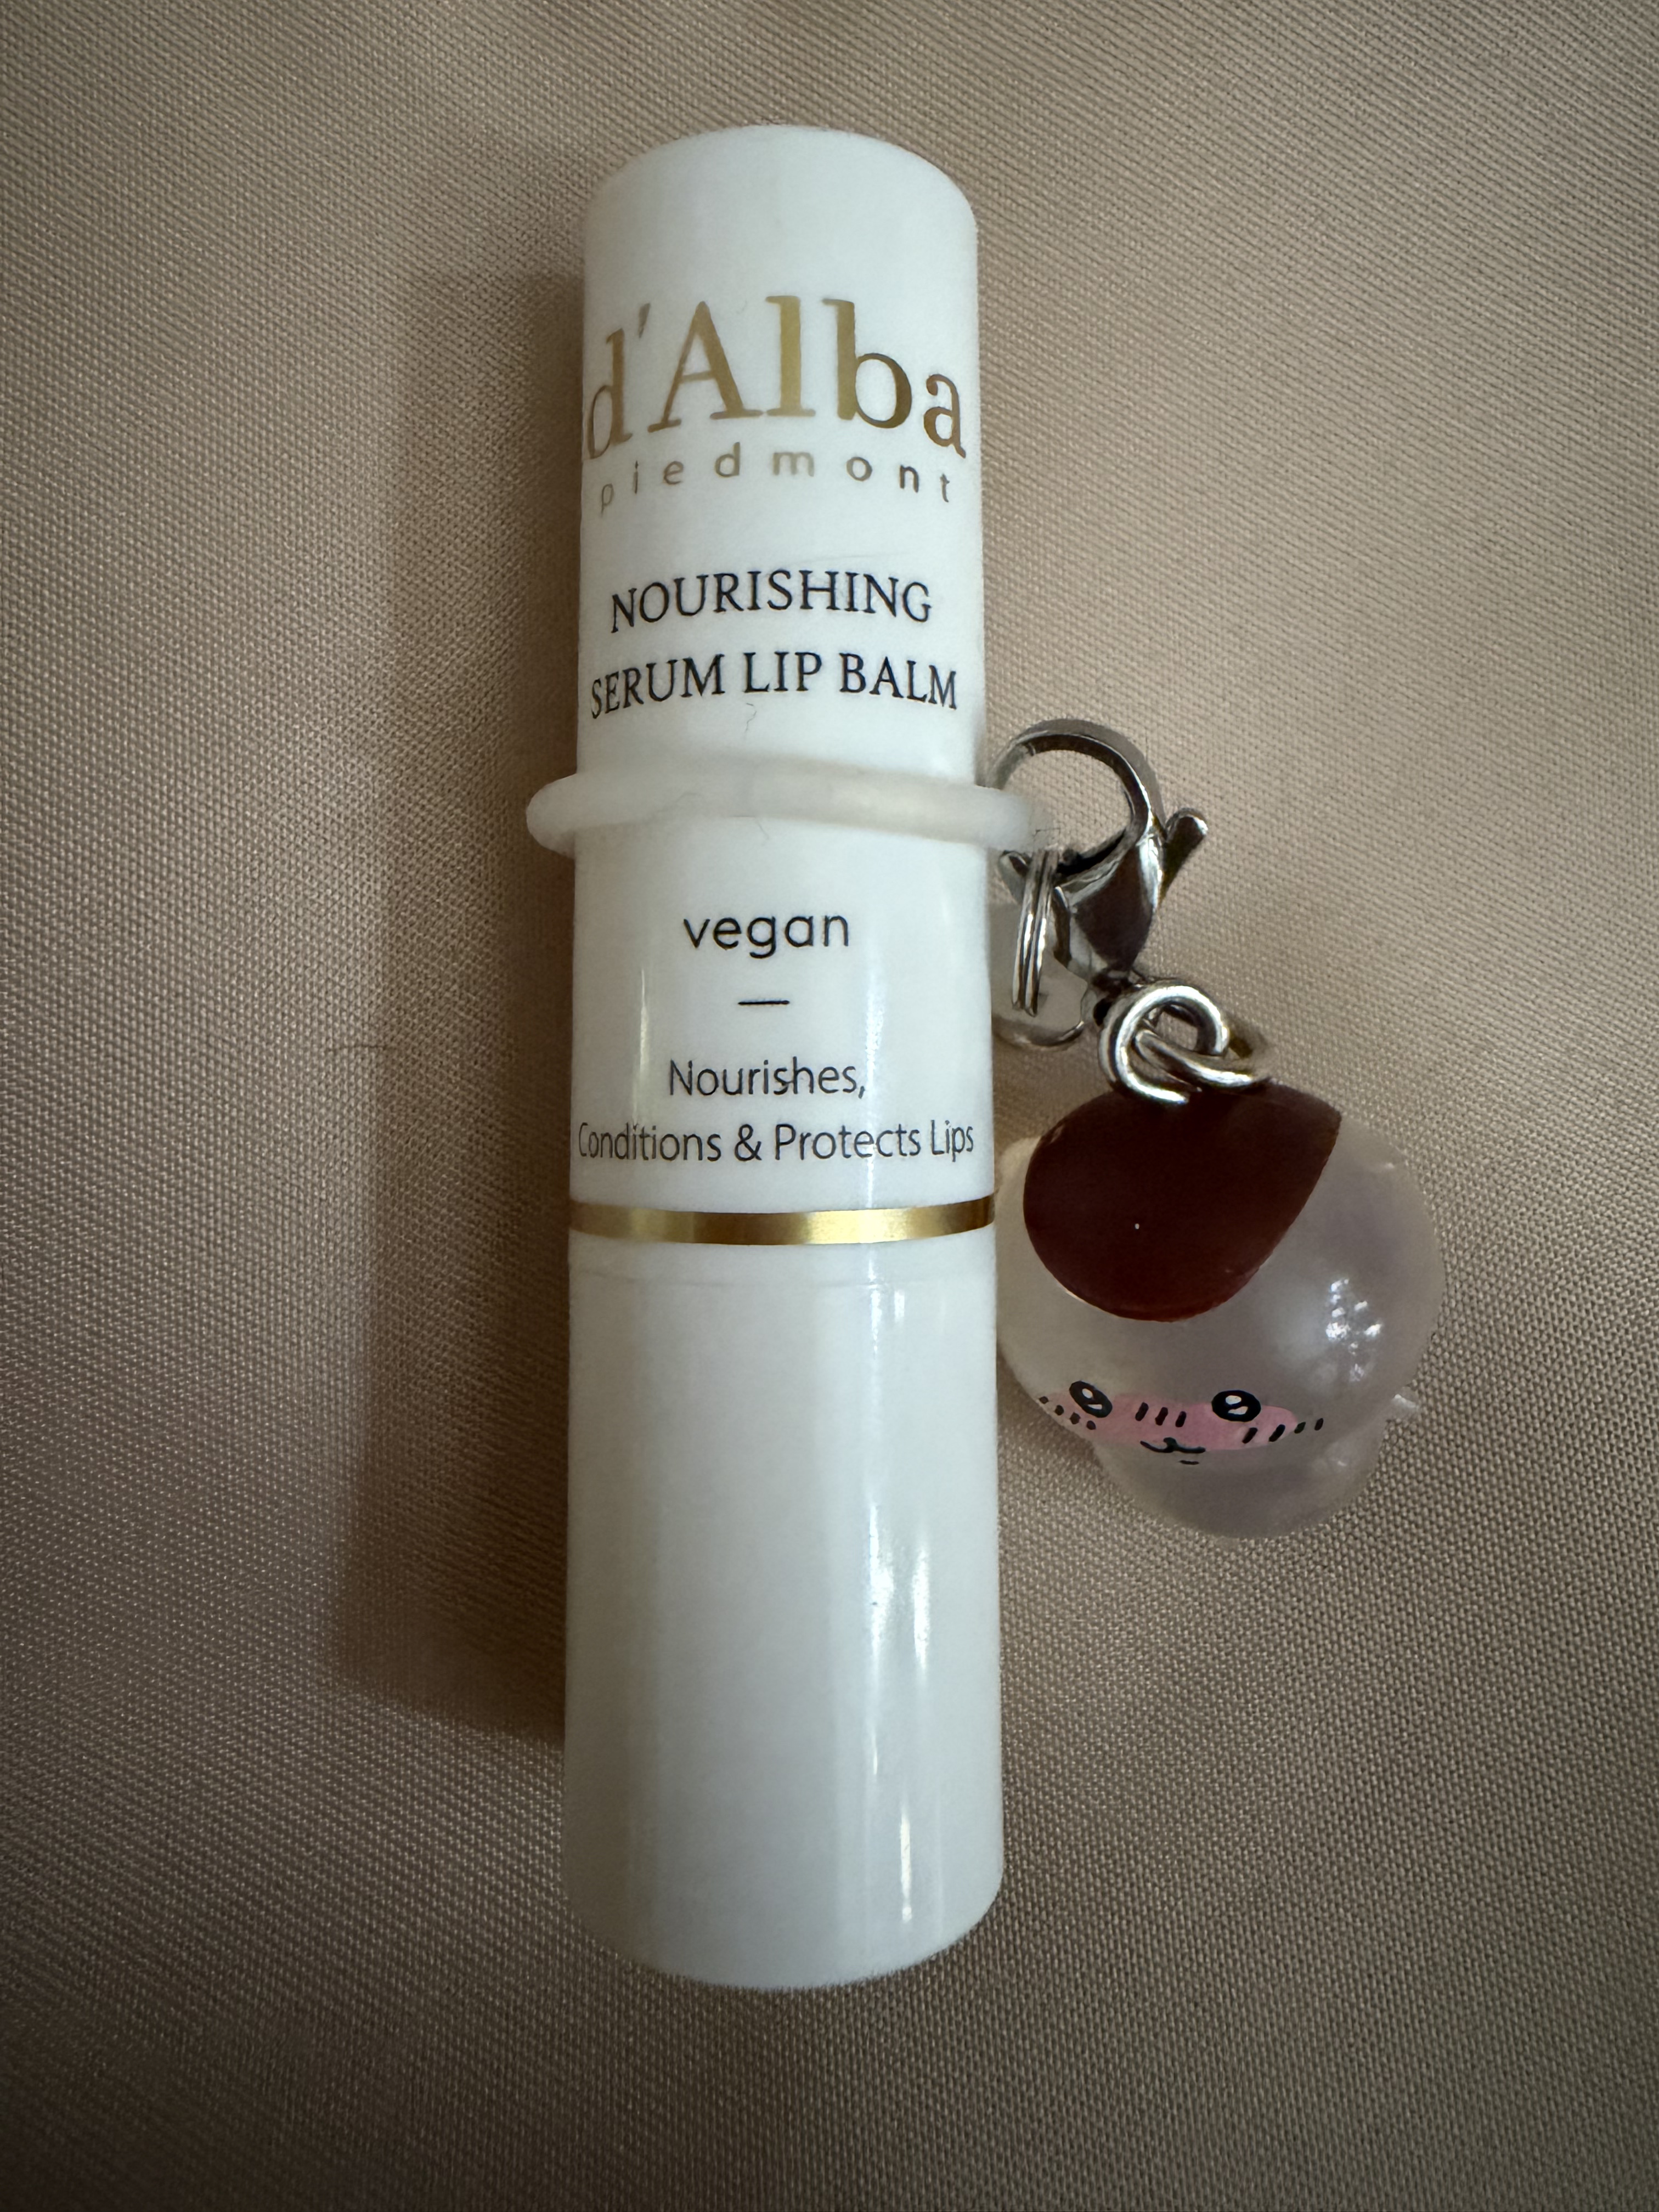 d'Alba
piedmont
NOURISHING
SERUM LIP BALM
vegan
Nourishes,
Conditions & Protects Lips